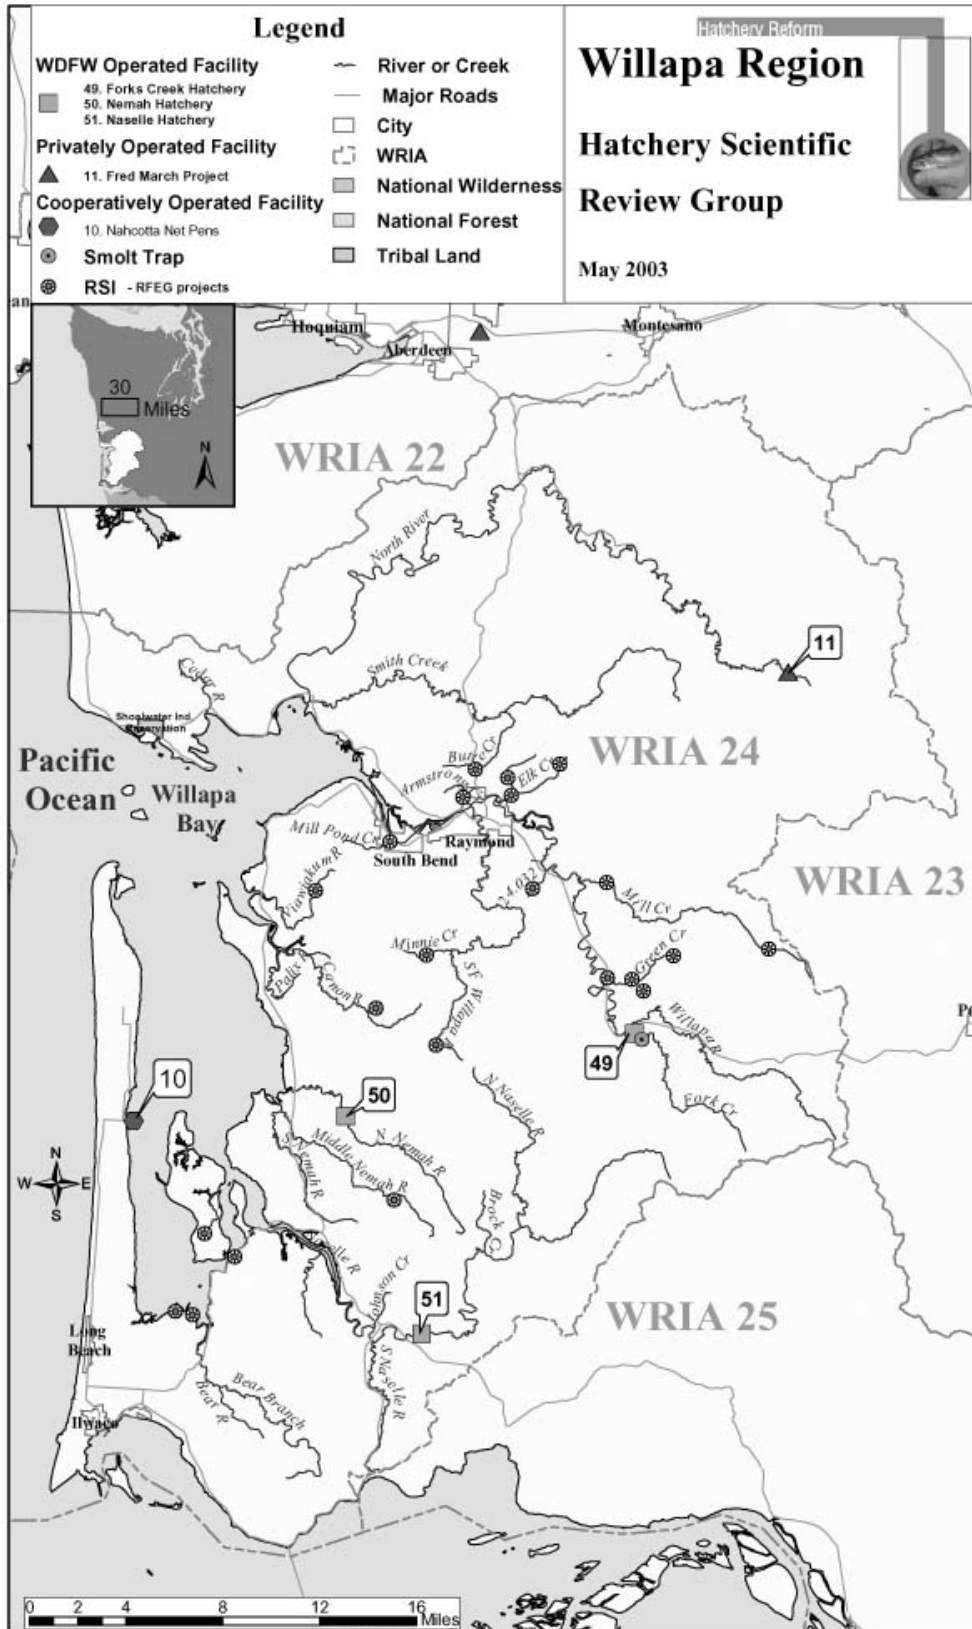 Legend
WDFW Operated Facility
49. Forks Creek Hatchery
50. Nemah Hatchery
51. Naselle Hatchery
Privately Operated Facility
11. Fred March Project
Cooperatively Operated Facility
10. Nahcotta Net Pens
Smolt Trap
RSI - RFEG projects
River or Creek
Major Roads
City
WRIA
National Wilderness
National Forest
Tribal Land
Hatchery Reform
Willapa Region
Hatchery Scientific
Review Group
May 2003
30
Miles
N
Hoquiam
Aberdeen
Montesano
WRIA 22
North River
11
Cedar R
Smith Creek
Shoalwater Ind.
Reservation
Pacific
Ocean
Willapa
Bay
WRIA 24
Elk Cr
Armstrong
Mill Pond Cr
Raymond
South Bend
24.032
WRIA 23
Mill Cr
Minnie Cr
Green Cr
Palix R
Canon R
SF Willapa R
Willapa R
49
10
50
Fork Cr
N Naselle R
N. Nemah R
Middle Nemah R
S Nemah R
N
W E
S
Brock C
Johnson Cr
51
WRIA 25
Long
Beach
S Naselle R
Bear Branch
Bear R
Ilwaco
0 2 4 8 12 16
Miles